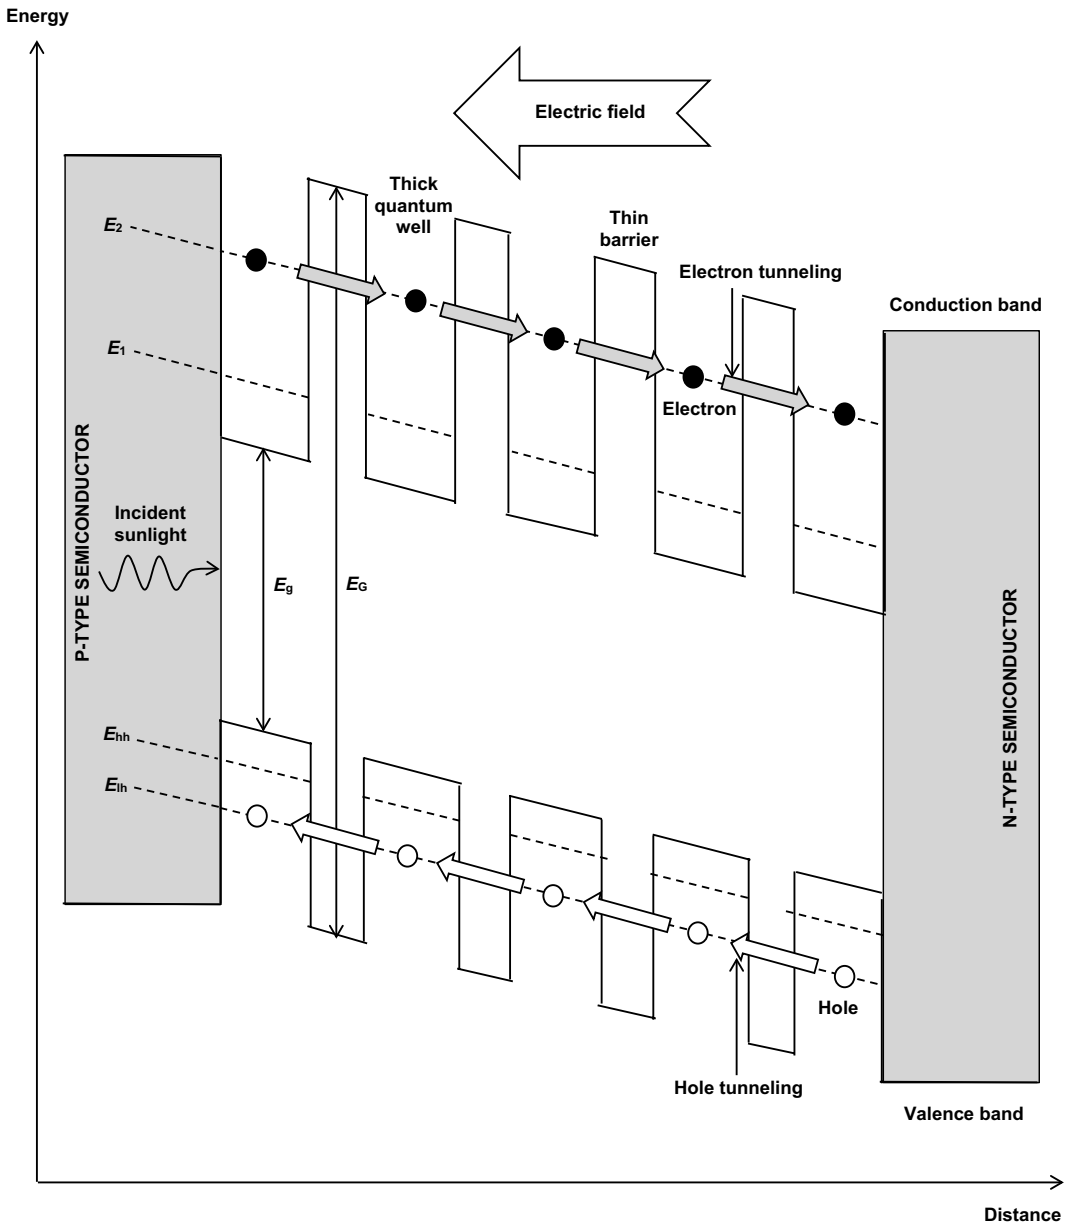 Energy
Electric field
Thick
quantum
well
Thin
barrier
E2
Electron tunneling
Conduction band
E1
Electron
P-TYPE SEMICONDUCTOR
Incident
sunlight
Eg
EG
N-TYPE SEMICONDUCTOR
Ehh
Elh
Hole
Hole tunneling
Valence band
Distance